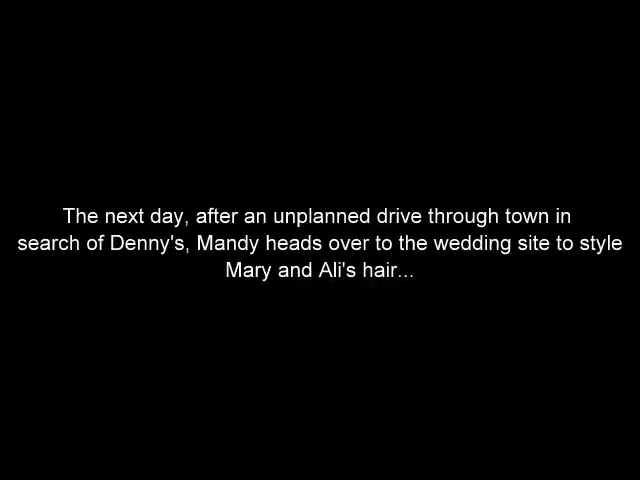 The next day, after an unplanned drive through town in
search of Denny's, Mandy heads over to the wedding site to style
Mary and Ali's hair...